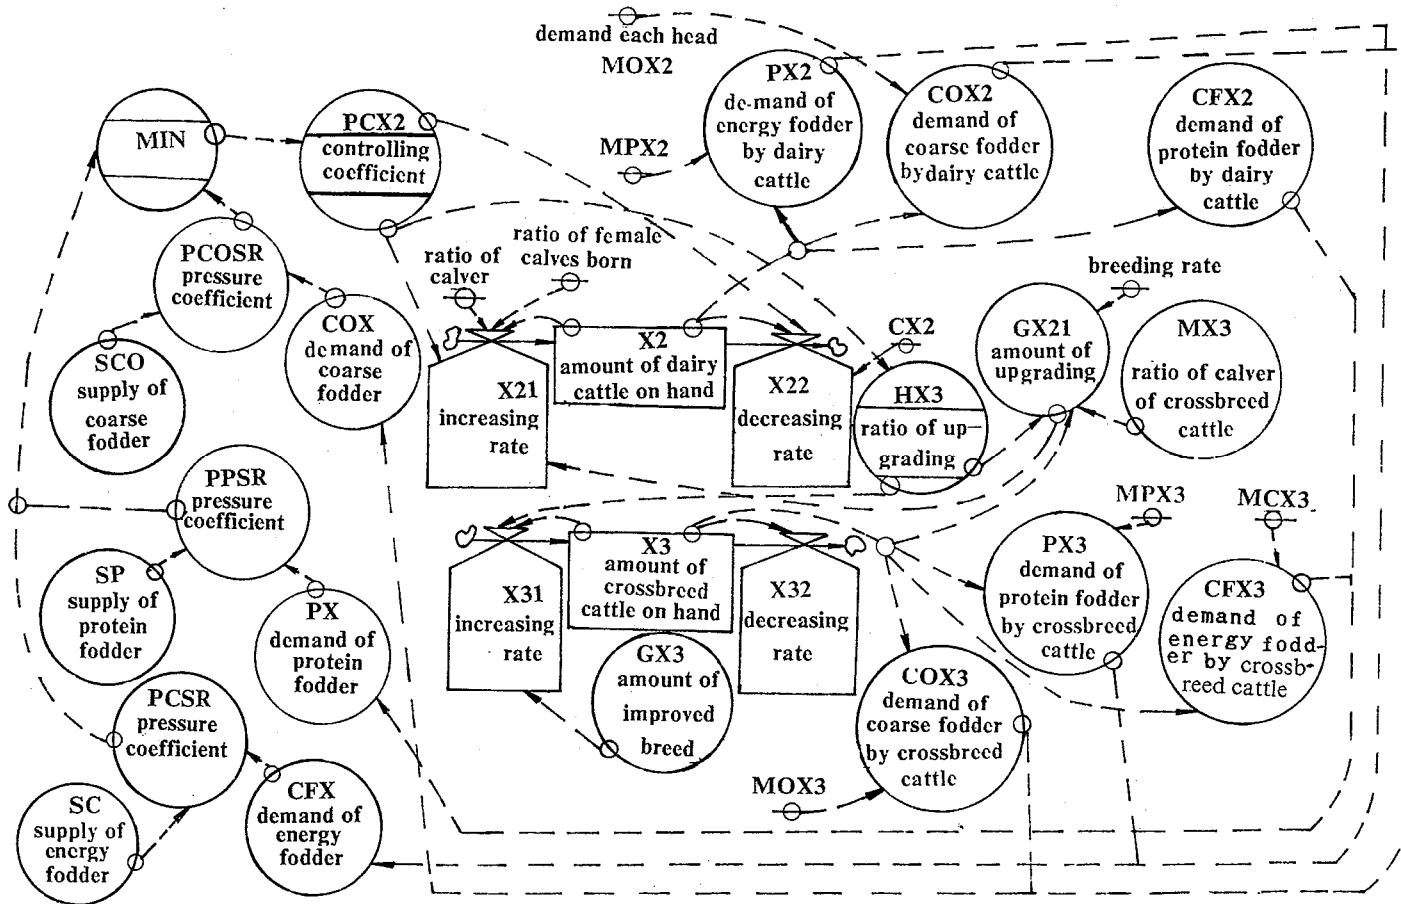 demand each head
MOX2
PX2
de-mand of
energy fodder
by dairy
cattle
COX2
demand of
coarse fodder
by dairy cattle
CFX2
demand of
protein fodder
by dairy
cattle
MIN
PCX2
controlling
coefficient
MPX2
PCOSR
pressure
coefficient
ratio of
calver
ratio of female
calves born
breeding rate
COX
demand of
coarse
fodder
SCO
supply of
coarse
fodder
X21
increasing
rate
X2
amount of dairy
cattle on hand
X22
decreasing
rate
CX2
HX3
ratio of up-
grading
GX21
amount of
upgrading
MX3
ratio of calver
of crossbreed
cattle
PPSR
pressure
coefficient
SP
supply of
protein
fodder
PX
demand of
protein
fodder
X31
increasing
rate
X3
amount of
crossbreed
cattle on hand
X32
decreasing
rate
GX3
amount of
improved
breed
MPX3
PX3
demand of
protein fodder
by crossbreed
cattle
MCX3
CFX3
demand of
energy fodd-
er by crossb-
reed cattle
COX3
demand of
coarse fodder
by crossbreed
cattle
MOX3
PCSR
pressure
coefficient
SC
supply of
energy
fodder
CFX
demand of
energy
fodder